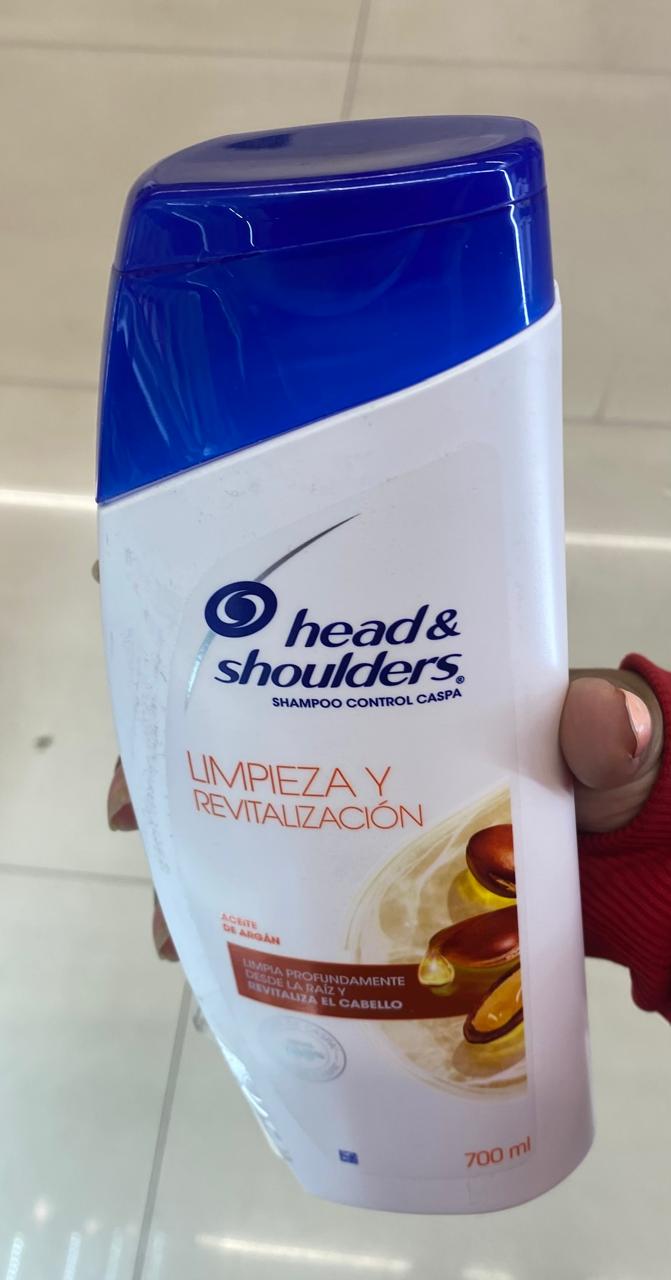 head &
shoulders®
SHAMPOO CONTROL CASPA
LIMPIEZA Y
REVITALIZACIÓN
ACEITE
DE ARGÁN
LIMPIA PROFUNDAMENTE
DESDE LA RAÍZ Y
REVITALIZA EL CABELLO
700 ml